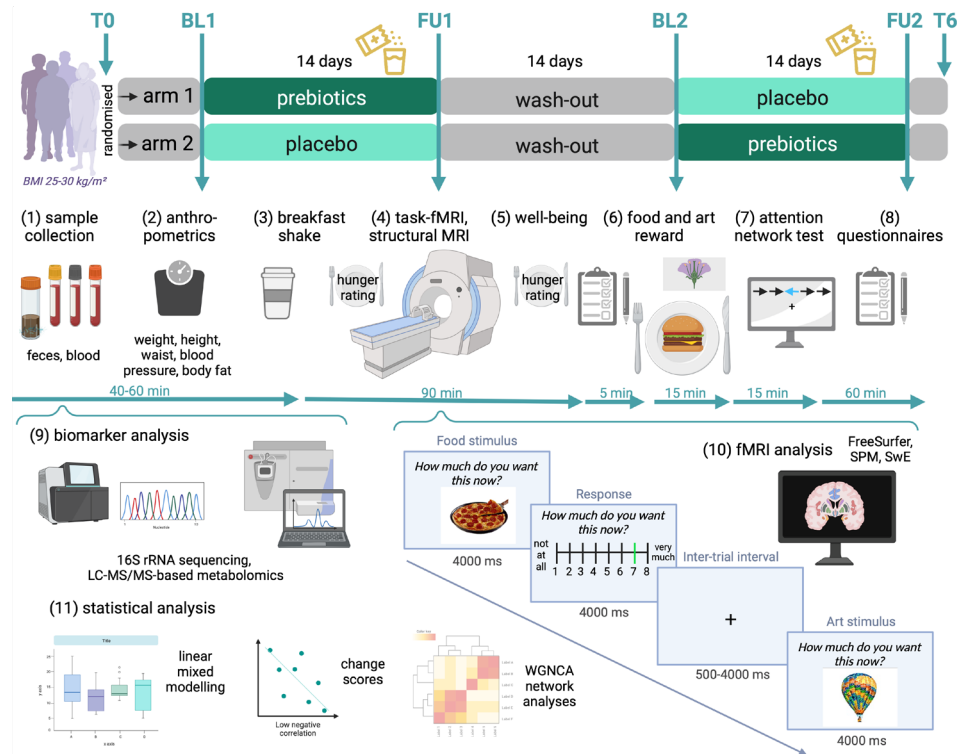 T0
BL1
FU1
BL2
FU2
T6
14 days
14 days
14 days
randomised
arm 1
prebiotics
wash-out
placebo
arm 2
placebo
wash-out
prebiotics
BMI 25-30 kg/m²
(1) sample
collection
(2) anthro-
pometrics
(3) breakfast
shake
(4) task-fMRI,
structural MRI
(5) well-being
(6) food and art
reward
(7) attention
network test
(8)
questionnaires
hunger
rating
hunger
rating
feces, blood
weight, height,
waist, blood
pressure, body fat
40-60 min
90 min
5 min
15 min
15 min
60 min
(9) biomarker analysis
Nucleotide
16S rRNA sequencing,
LC-MS/MS-based metabolomics
Food stimulus
How much do you want
this now?
4000 ms
Response
How much do you want
this now?
not
at
all
very
much
1 2 3 4 5 6 7 8
4000 ms
Inter-trial interval
+
500-4000 ms
Art stimulus
How much do you want
this now?
4000 ms
(10) fMRI analysis
FreeSurfer,
SPM, SwE
(11) statistical analysis
Title
y axis
A B C D
x axis
linear
mixed
modelling
Low negative
correlation
change
scores
WGNCA
network
analyses